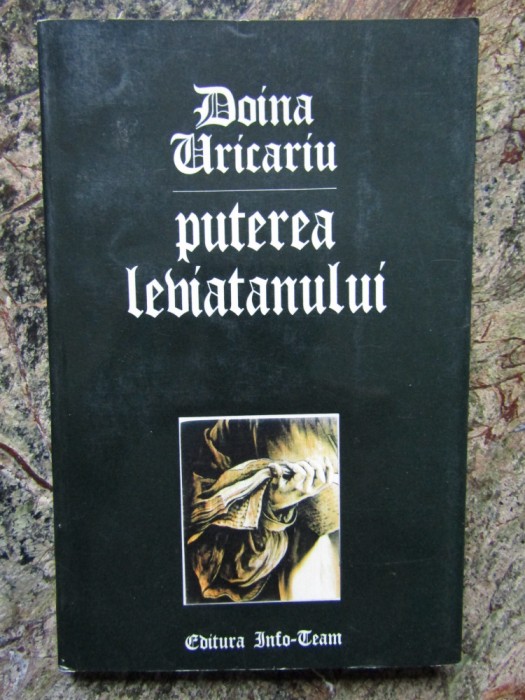 Doina
Uricariu
puterea
leviatanului
Editura Info-Team